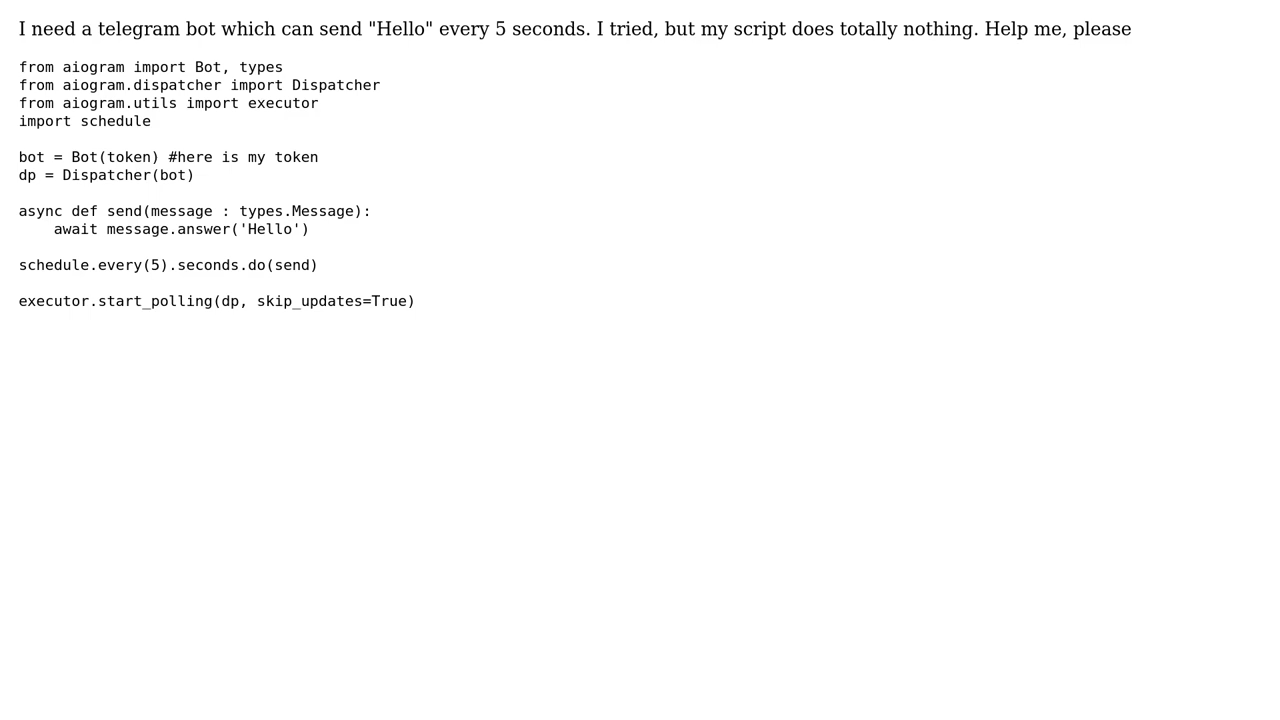 I need a telegram bot which can send "Hello" every 5 seconds. I tried, but my script does totally nothing. Help me, please
from aiogram import Bot, types
from aiogram.dispatcher import Dispatcher
from aiogram.utils import executor
import schedule
bot = Bot(token) #here is my token
dp = Dispatcher(bot)
async def send(message : types.Message):
    await message.answer('Hello')
schedule.every(5).seconds.do(send)
executor.start_polling(dp, skip_updates=True)